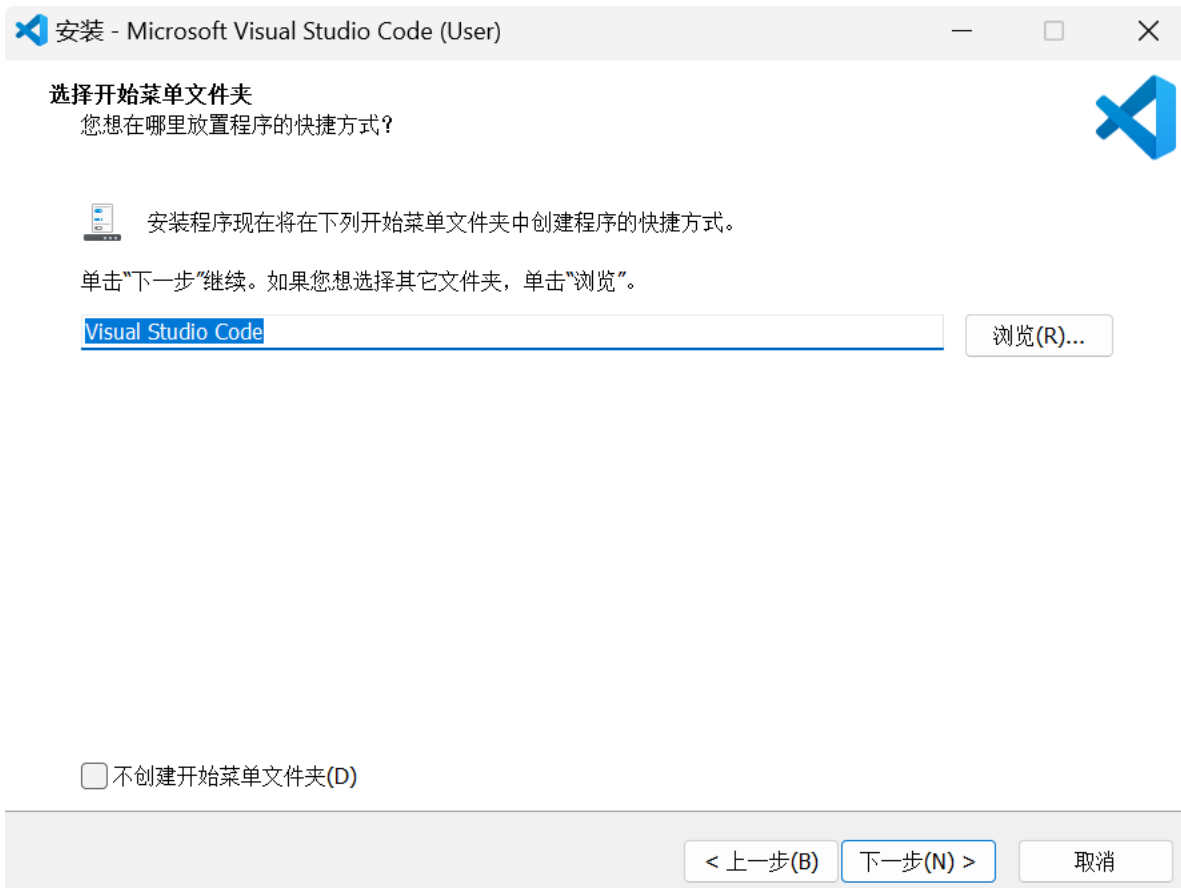 安装 - Microsoft Visual Studio Code (User)
选择开始菜单文件夹
您想在哪里放置程序的快捷方式?
安装程序现在将在下列开始菜单文件夹中创建程序的快捷方式。
单击“下一步”继续。如果您想选择其它文件夹，单击“浏览”。
Visual Studio Code
浏览(R)...
不创建开始菜单文件夹(D)
< 上一步(B)
下一步(N) >
取消